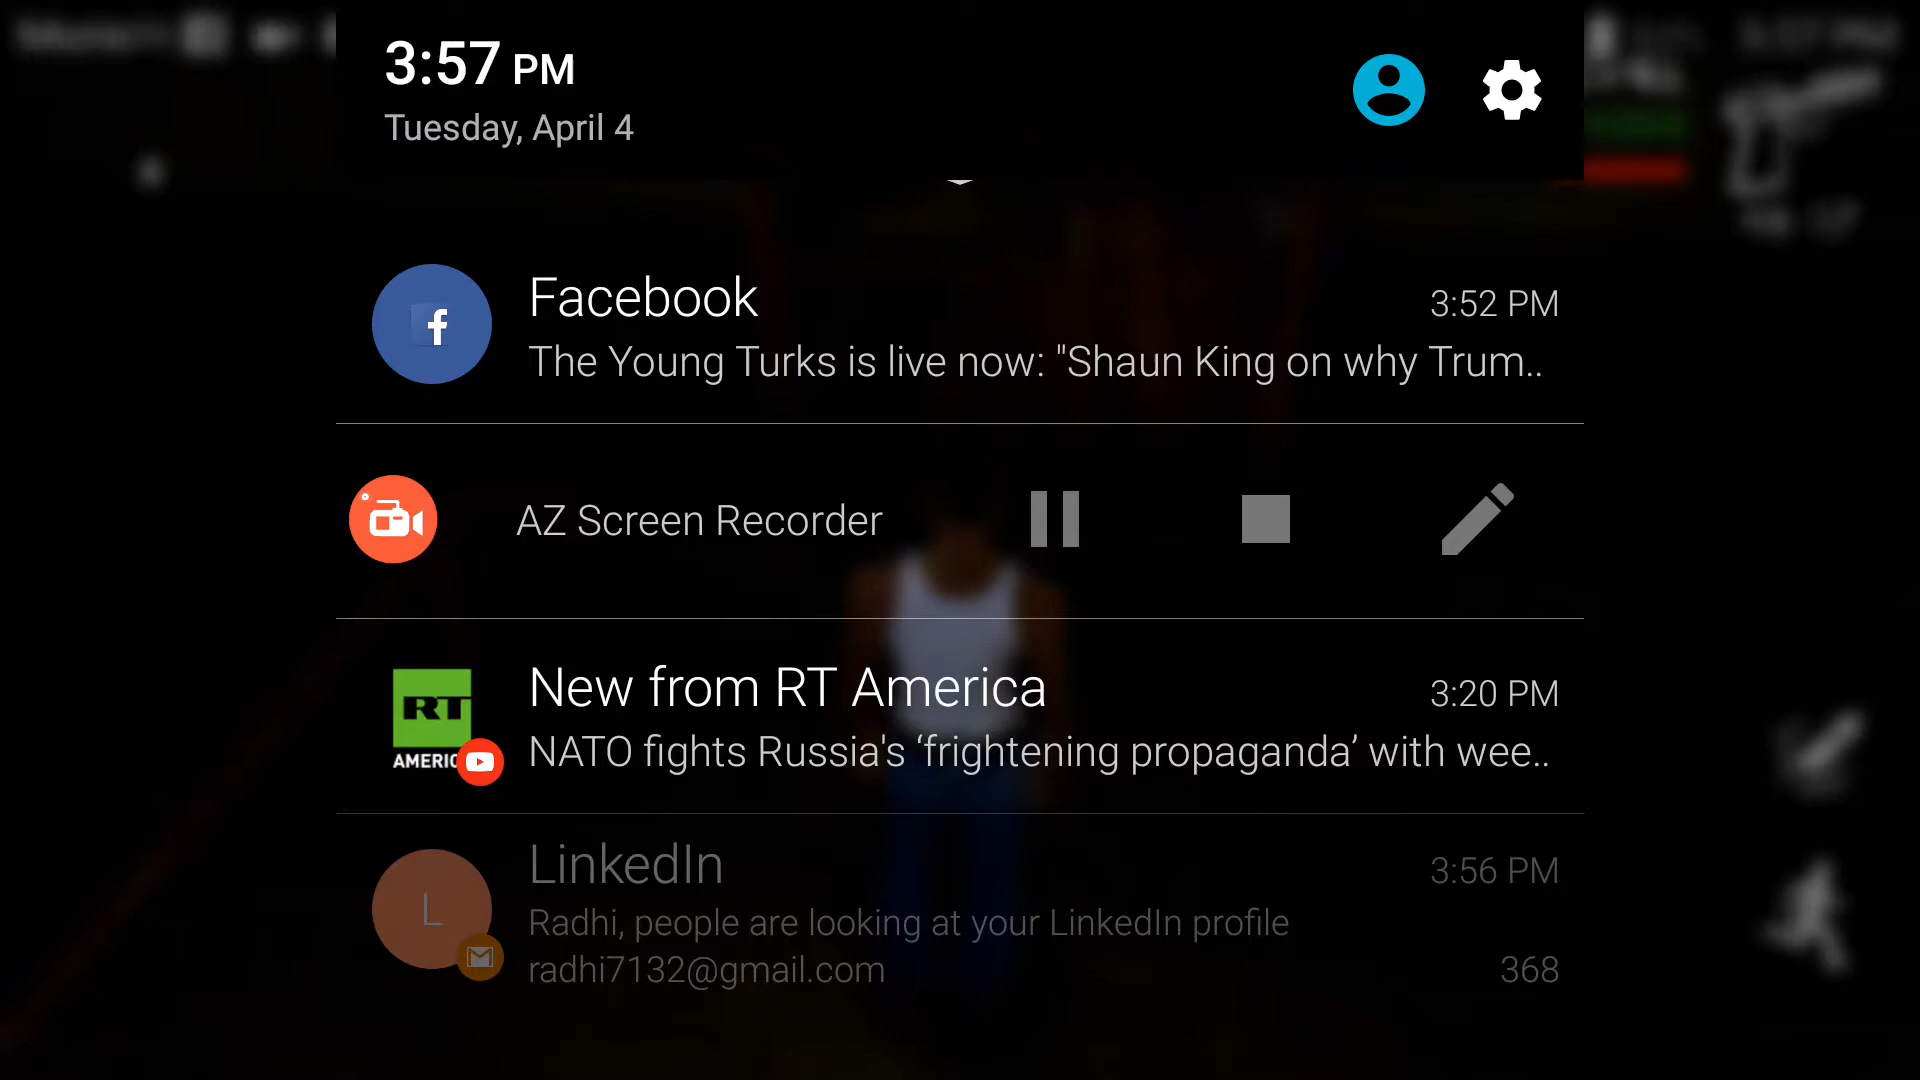 3:57 PM
Tuesday, April 4
Facebook
3:52 PM
The Young Turks is live now: "Shaun King on why Trum..
AZ Screen Recorder
RT
AMERIC
New from RT America
3:20 PM
NATO fights Russia's ‘frightening propaganda’ with wee..
L
LinkedIn
3:56 PM
Radhi, people are looking at your LinkedIn profile
radhi7132@gmail.com
368